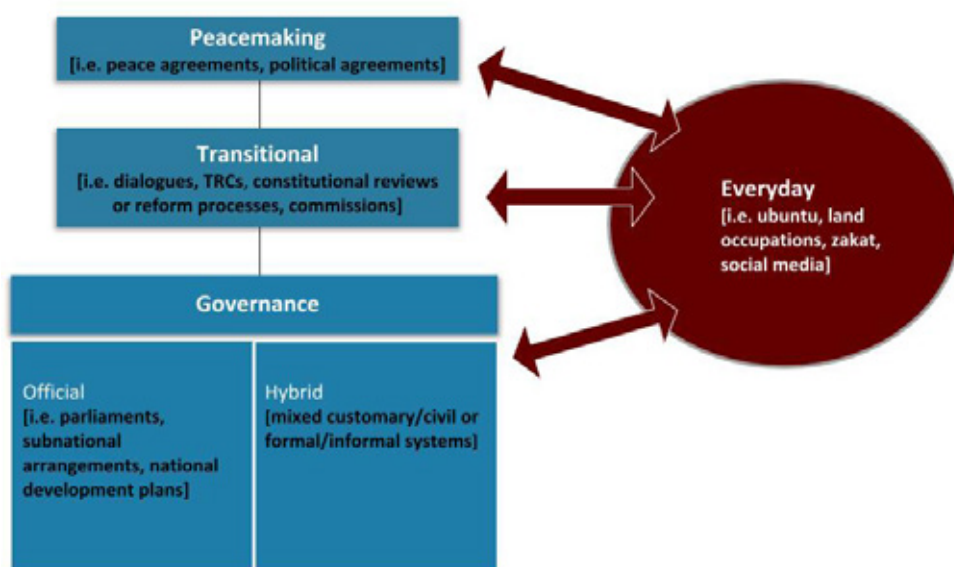 Peacemaking
[i.e. peace agreements, political agreements]
Transitional
[i.e. dialogues, TRCs, constitutional reviews
or reform processes, commissions]
Everyday
[i.e. ubuntu, land
occupations, zakat,
social media]
Governance
Official
[i.e. parliaments,
subnational
arrangements, national
development plans]
Hybrid
[mixed customary/civil or
formal/informal systems]